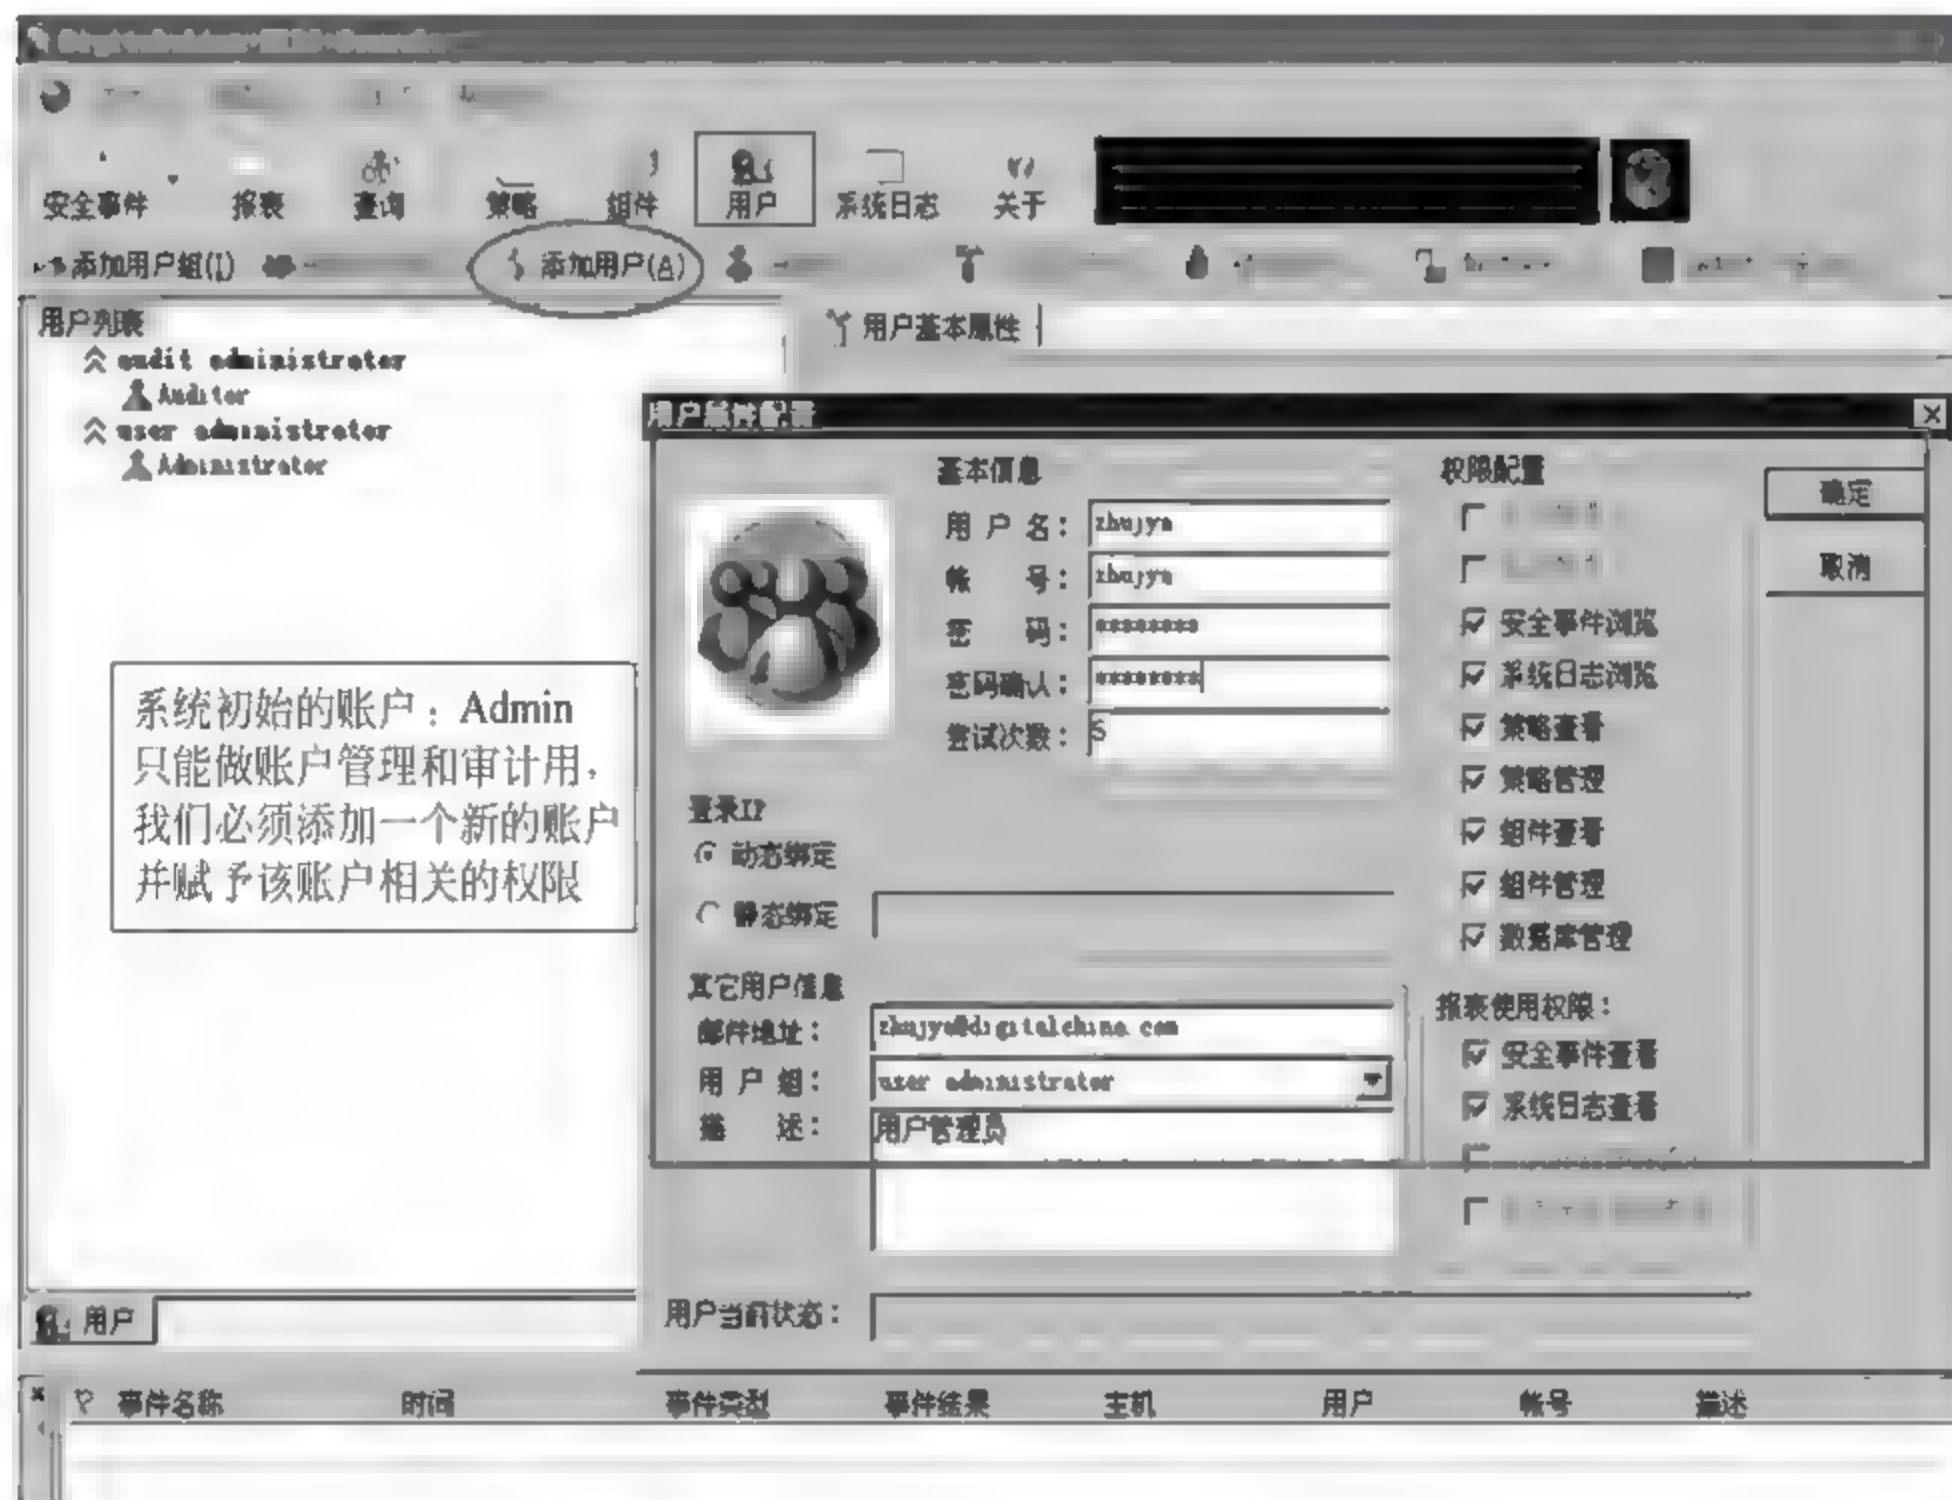 安全事件 报表 查询 策略 组件 用户 系统日志 关于
添加用户组(I) 添加用户(A)
用户列表
audit administrator
Auditor
user administrator
Administrator
用户基本属性
系统初始的账户：Admin
只能做账户管理和审计用，
我们必须添加一个新的账户
并赋予该账户相关的权限
用户属性配置
基本信息
用户名： zhujya
帐号： zhujya
密码： ********
密码确认： ********
尝试次数： 5
登录IP
动态绑定
静态绑定
其它用户信息
邮件地址： zhujya@digitalchina.com
用户组： user administrator
描述： 用户管理员
用户当前状态：
权限配置
安全事件浏览
系统日志浏览
策略查看
策略管理
组件查看
组件管理
数据库管理
报表使用权限：
安全事件查看
系统日志查看
确定
取消
用户
事件名称 时间 事件类型 事件结果 主机 用户 帐号 描述